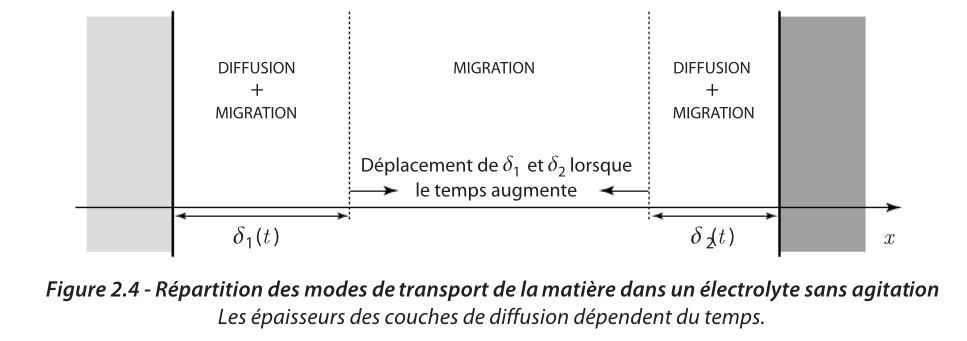 DIFFUSION
+
MIGRATION
MIGRATION
DIFFUSION
+
MIGRATION
Déplacement de δ₁ et δ₂ lorsque
le temps augmente
δ₁(t)
δ₂(t)
x
Figure 2.4 - Répartition des modes de transport de la matière dans un électrolyte sans agitation
Les épaisseurs des couches de diffusion dépendent du temps.